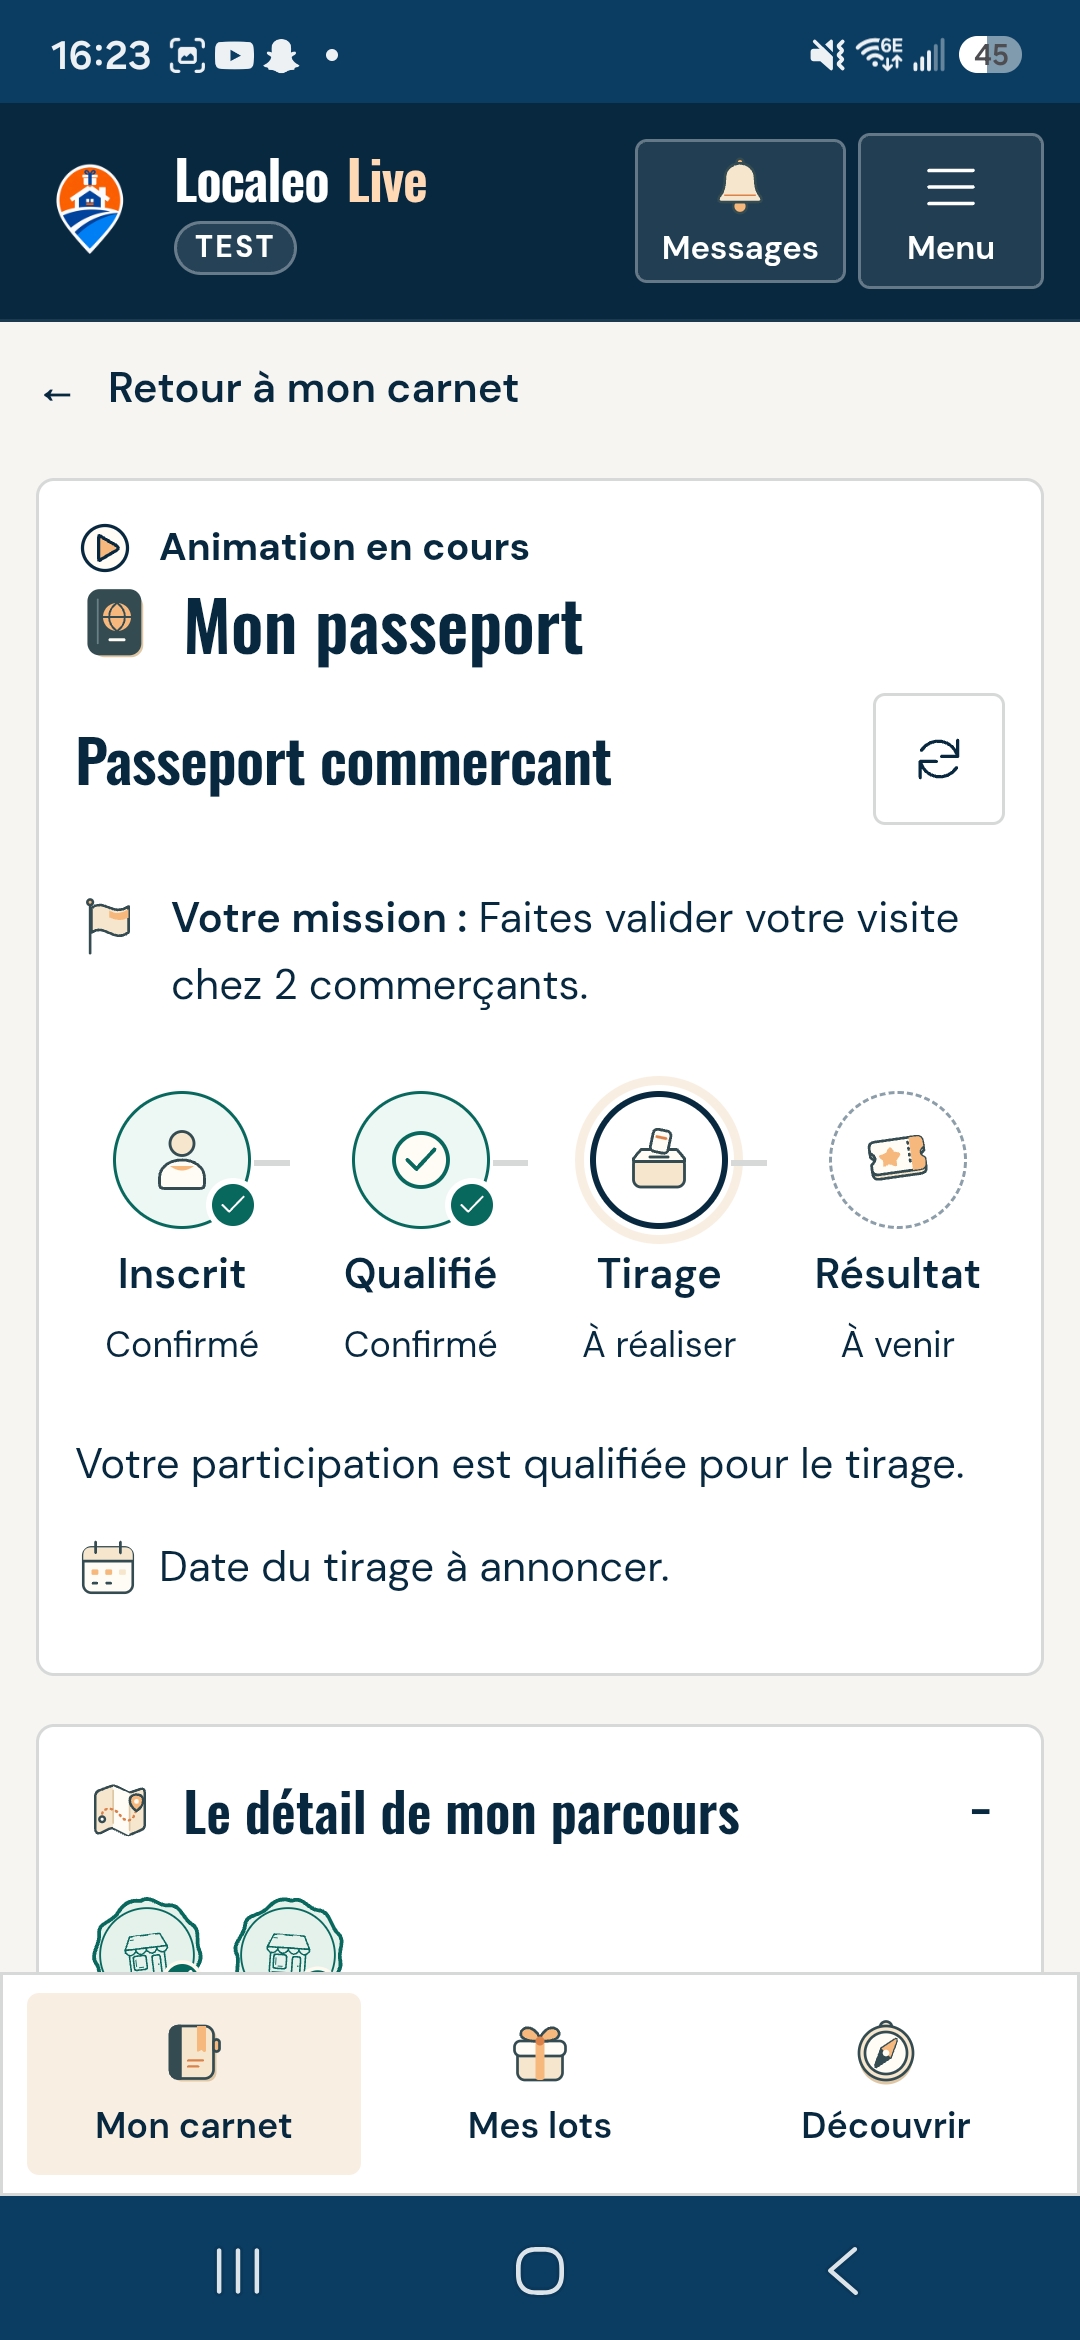 16:23
6E
45
Localeo Live
TEST
Messages
Menu
← Retour à mon carnet
Animation en cours
Mon passeport
Passeport commercant
Votre mission : Faites valider votre visite
chez 2 commerçants.
Inscrit
Qualifié
Tirage
Résultat
Confirmé
Confirmé
À réaliser
À venir
Votre participation est qualifiée pour le tirage.
Date du tirage à annoncer.
Le détail de mon parcours -
Mon carnet
Mes lots
Découvrir